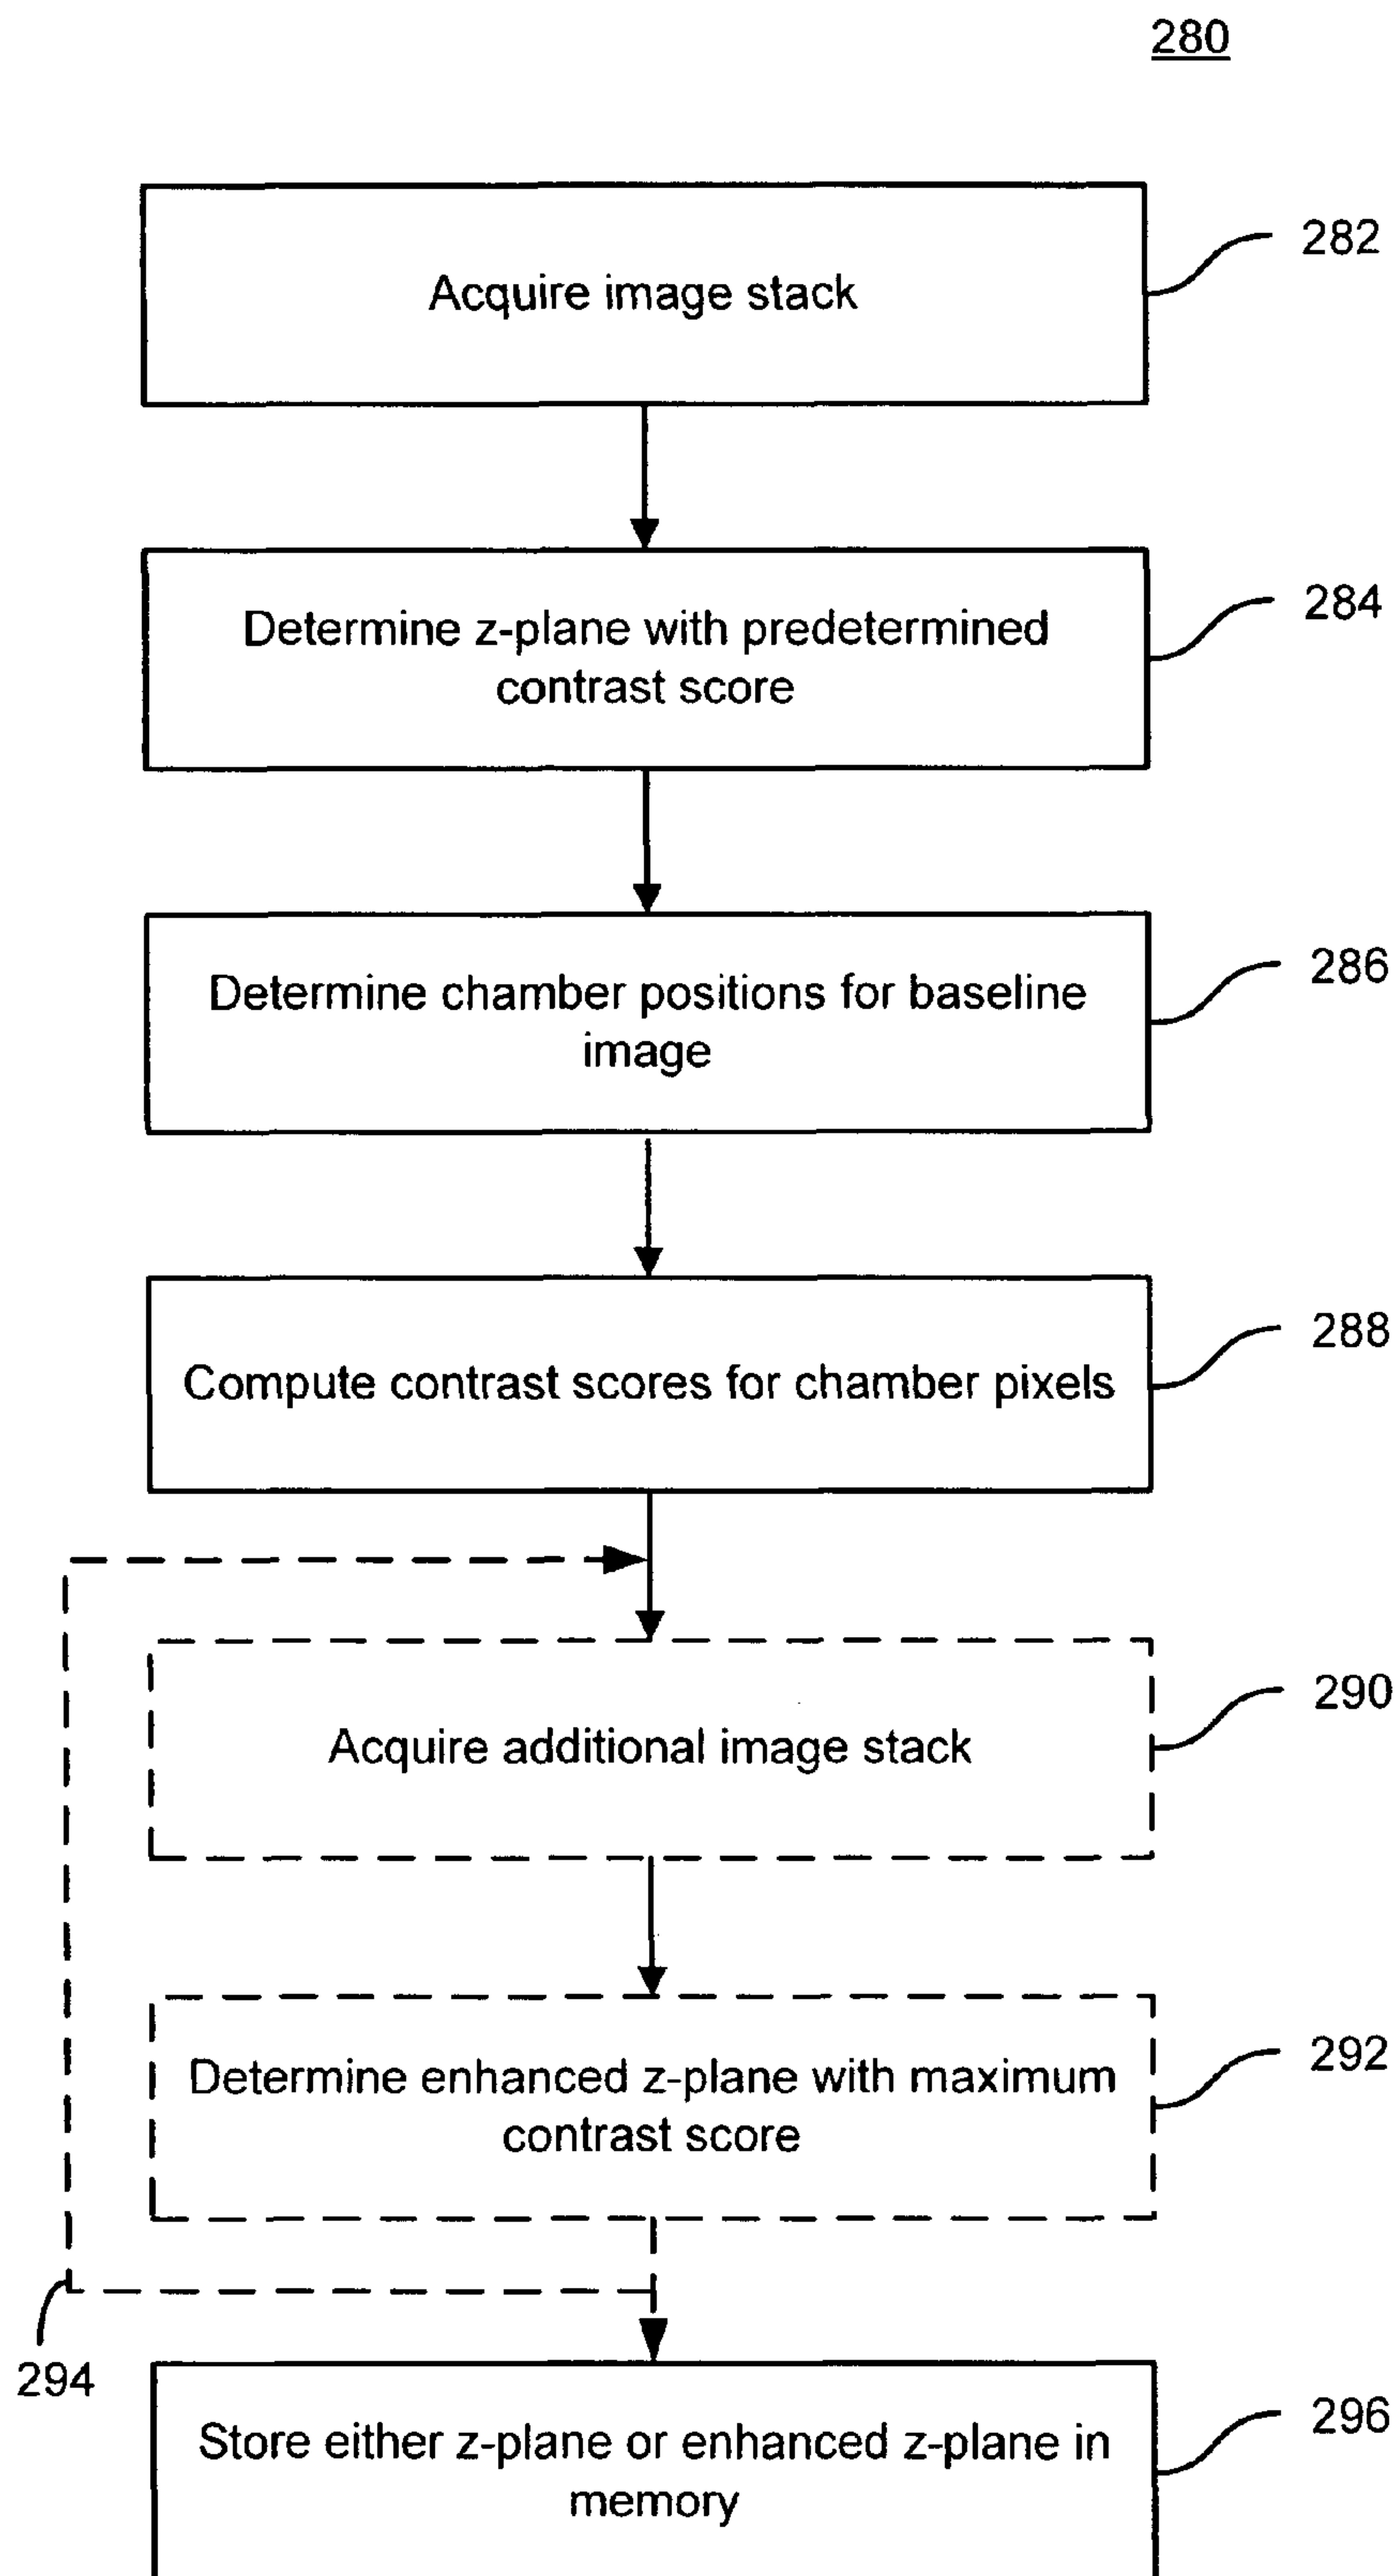 280
Acquire image stack
282
Determine z-plane with predetermined
contrast score
284
Determine chamber positions for baseline
image
286
Compute contrast scores for chamber pixels
288
Acquire additional image stack
290
Determine enhanced z-plane with maximum
contrast score
292
294
Store either z-plane or enhanced z-plane in
memory
296